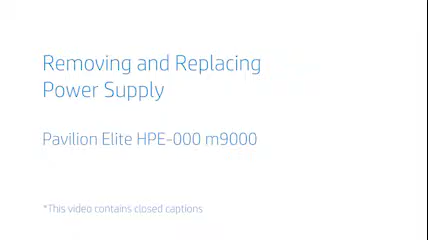 Removing and Replacing
Power Supply
Pavilion Elite HPE-000 m9000
*This video contains closed captions